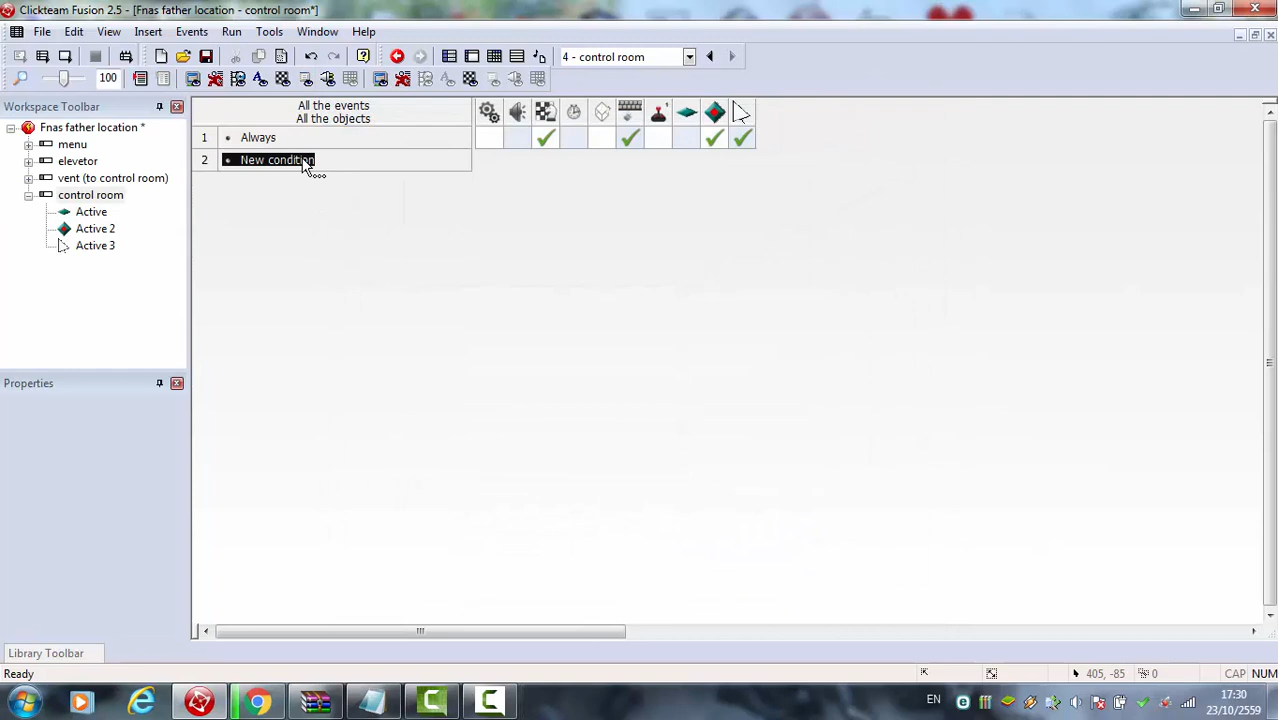 Clickteam Fusion 2.5 - [Fnas father location - control room*]
File Edit View Insert Events Run Tools Window Help
4 - control room
100
Workspace Toolbar
Fnas father location *
menu
elevetor
vent (to control room)
control room
Active
Active 2
Active 3
All the events
All the objects
1 Always
2 New condition
Properties
Library Toolbar
Ready
405, -85
0
CAP NUM
EN
17:30
23/10/2559